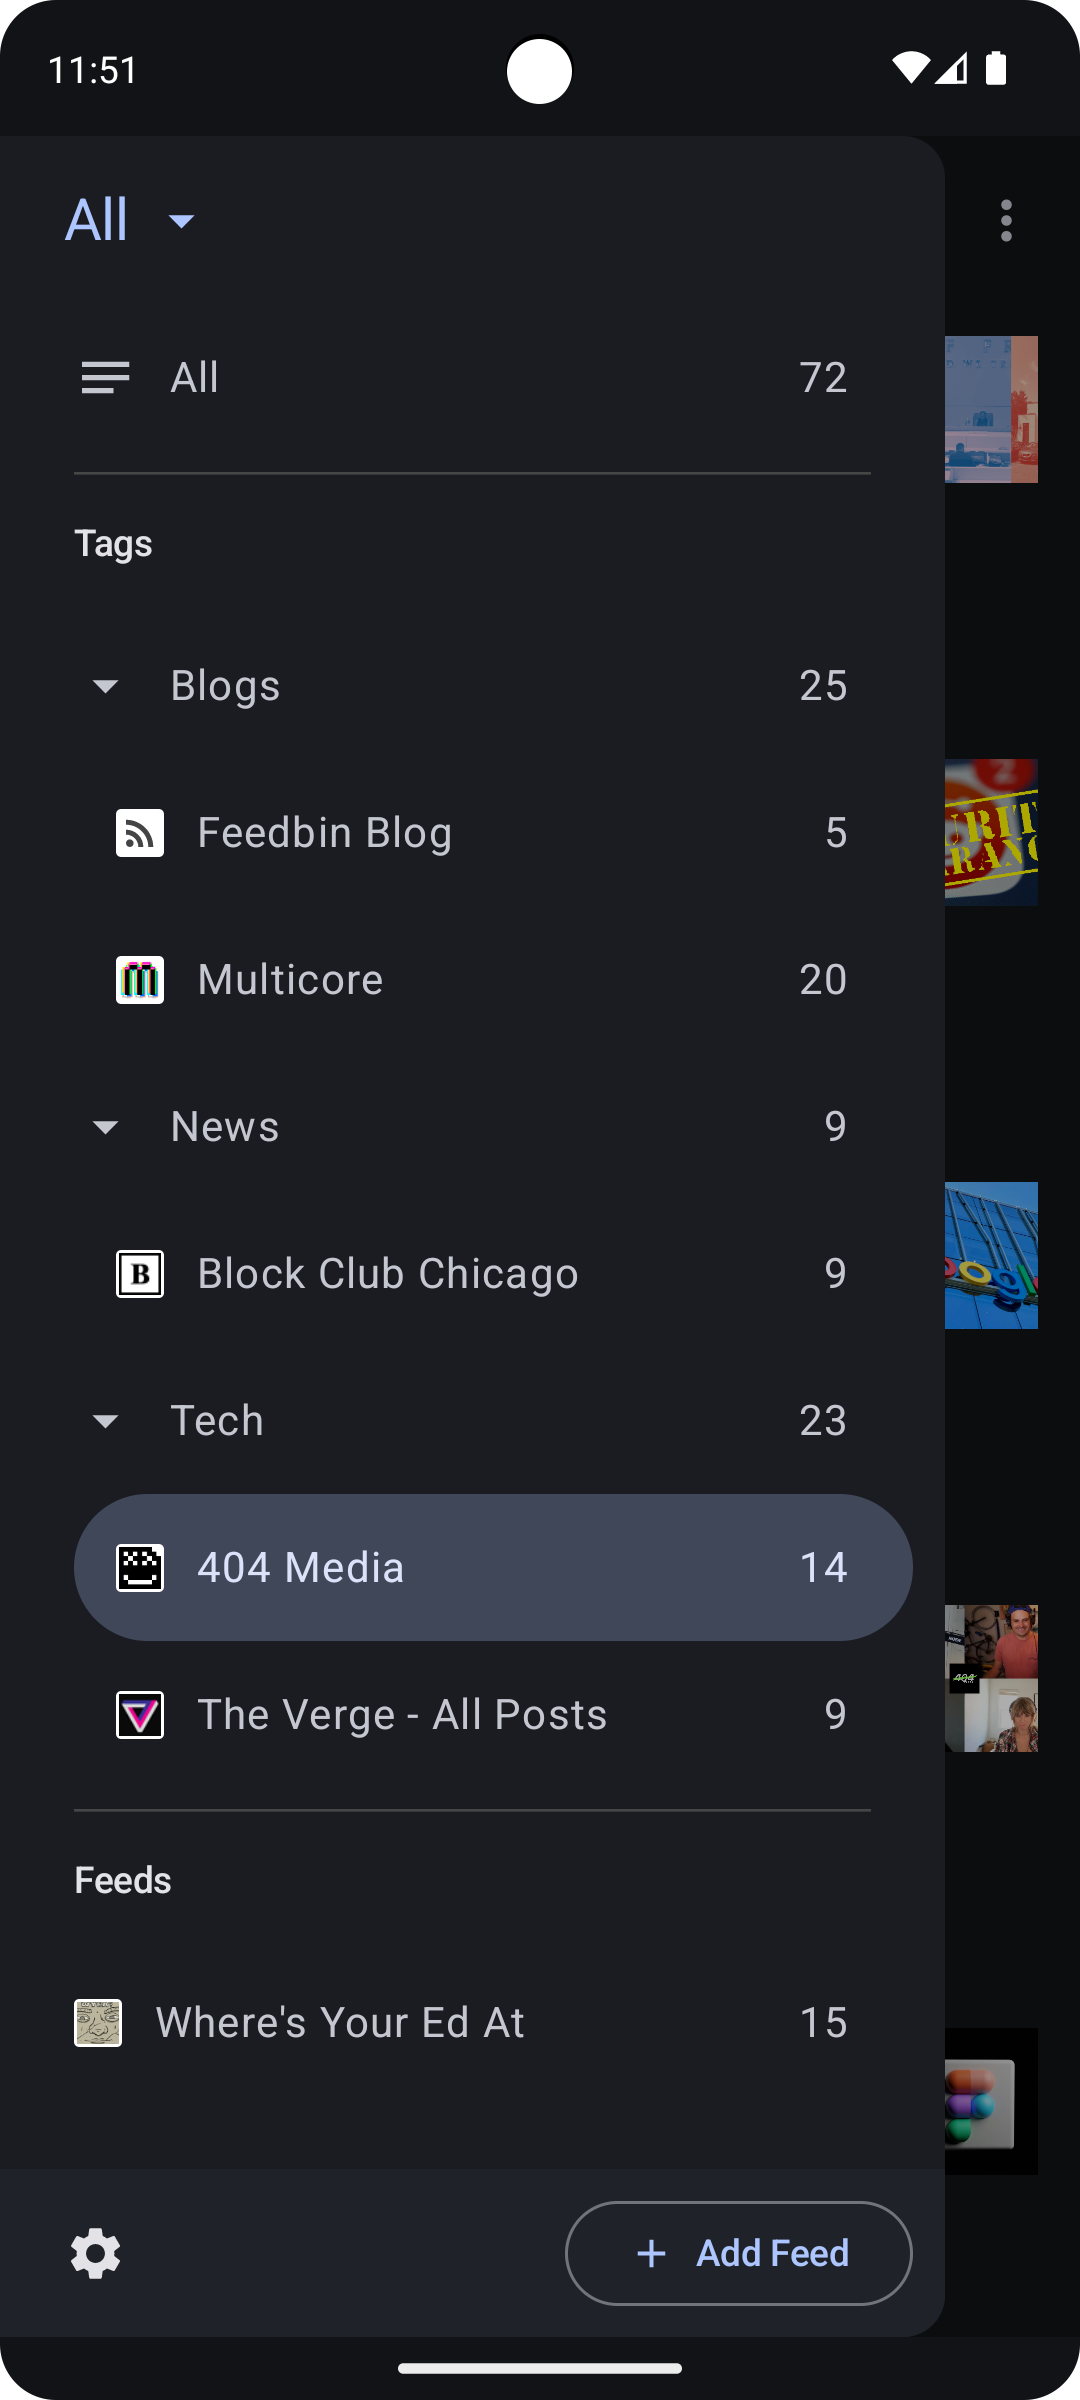 11:51
All
All 72
Tags
Blogs 25
Feedbin Blog 5
Multicore 20
News 9
B Block Club Chicago 9
Tech 23
404 Media 14
The Verge - All Posts 9
Feeds
Where's Your Ed At 15
Add Feed